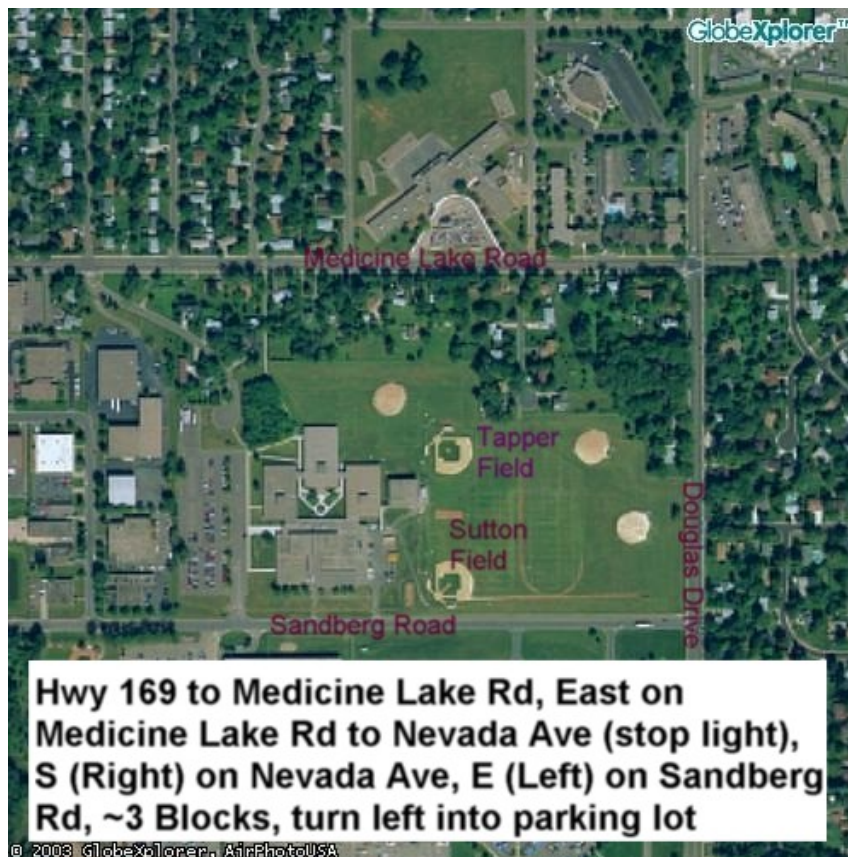 GlobeXplorer™
Medicine Lake Road
Tapper
Field
Sutton
Field
Douglas Drive
Sandberg Road
Hwy 169 to Medicine Lake Rd, East on
Medicine Lake Rd to Nevada Ave (stop light),
S (Right) on Nevada Ave, E (Left) on Sandberg
Rd, ~3 Blocks, turn left into parking lot
© 2003 GlobeXplorer, AirPhotoUSA